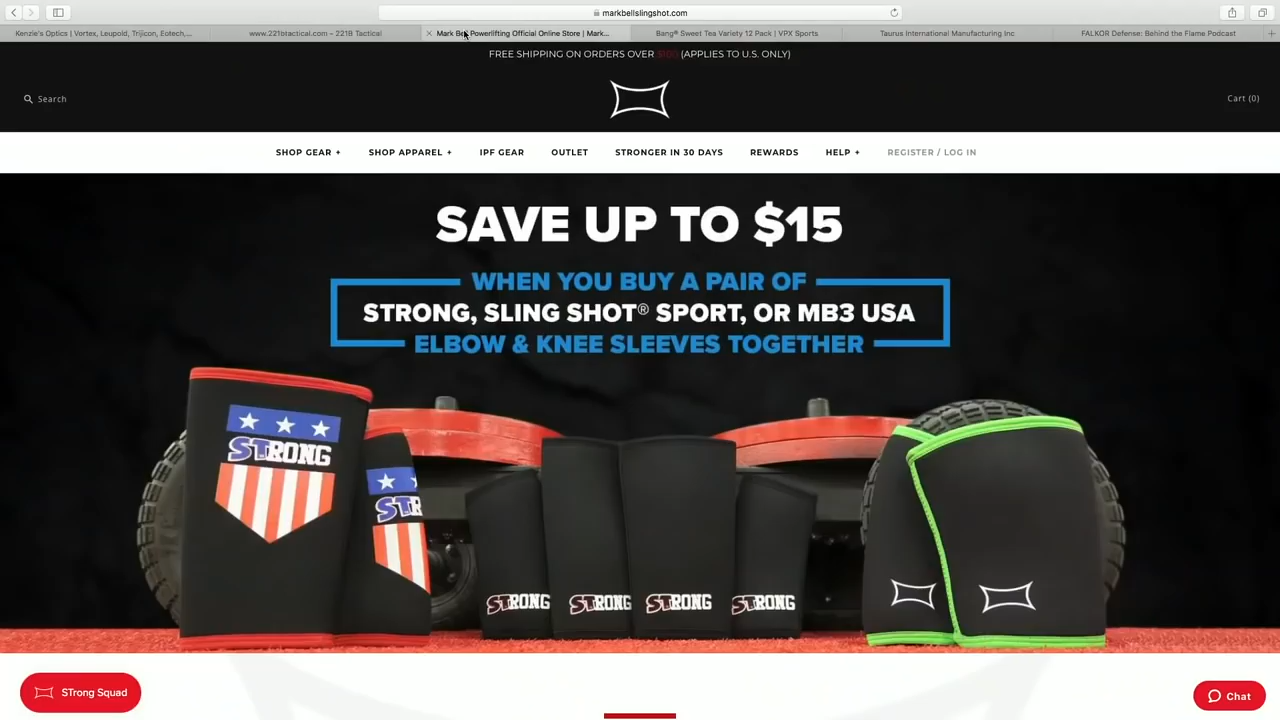 markbellslingshot.com
Kenzie's Optics | Vortex, Leupold, Trijicon, Eotech,...
www.221btactical.com – 221B Tactical
Mark Be Powerlifting Official Online Store | Mark...
Bang® Sweet Tea Variety 12 Pack | VPX Sports
Taurus International Manufacturing Inc
FALKOR Defense: Behind the Flame Podcast
FREE SHIPPING ON ORDERS OVER (APPLIES TO U.S. ONLY)
Search
Cart (0)
SHOP GEAR +
SHOP APPAREL +
IPF GEAR
OUTLET
STRONGER IN 30 DAYS
REWARDS
HELP +
REGISTER / LOG IN
SAVE UP TO $15
WHEN YOU BUY A PAIR OF
STRONG, SLING SHOT® SPORT, OR MB3 USA
ELBOW & KNEE SLEEVES TOGETHER
STRONG
STR
STRONG
STRONG
STRONG
STRONG
STrong Squad
Chat